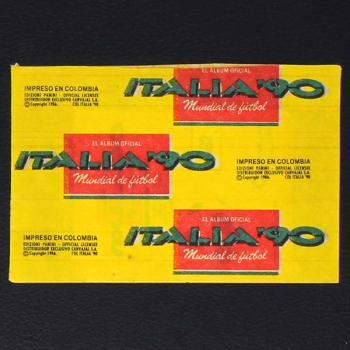 EL ALBUM OFICIAL
ITALIA '90
Mundial de fútbol
IMPRESO EN COLOMBIA
EDIZIONI PANINI - OFFICIAL LICENSEE
DISTRIBUIDOR EXCLUSIVO CARVAJAL S.A.
© Copyright 1986. COL ITALIA '90
EL ALBUM OFICIAL
ITALIA '90
Mundial de fútbol
IMPRESO EN COLOMBIA
EDIZIONI PANINI - OFFICIAL LICENSEE
DISTRIBUIDOR EXCLUSIVO CARVAJAL S.A.
© Copyright 1986. COL ITALIA '90
EL ALBUM OFICIAL
ITALIA '90
Mundial de fútbol
IMPRESO EN COLOMBIA
EDIZIONI PANINI - OFFICIAL LICENSEE
DISTRIBUIDOR EXCLUSIVO CARVAJAL S.A.
© Copyright 1986. COL ITALIA '90